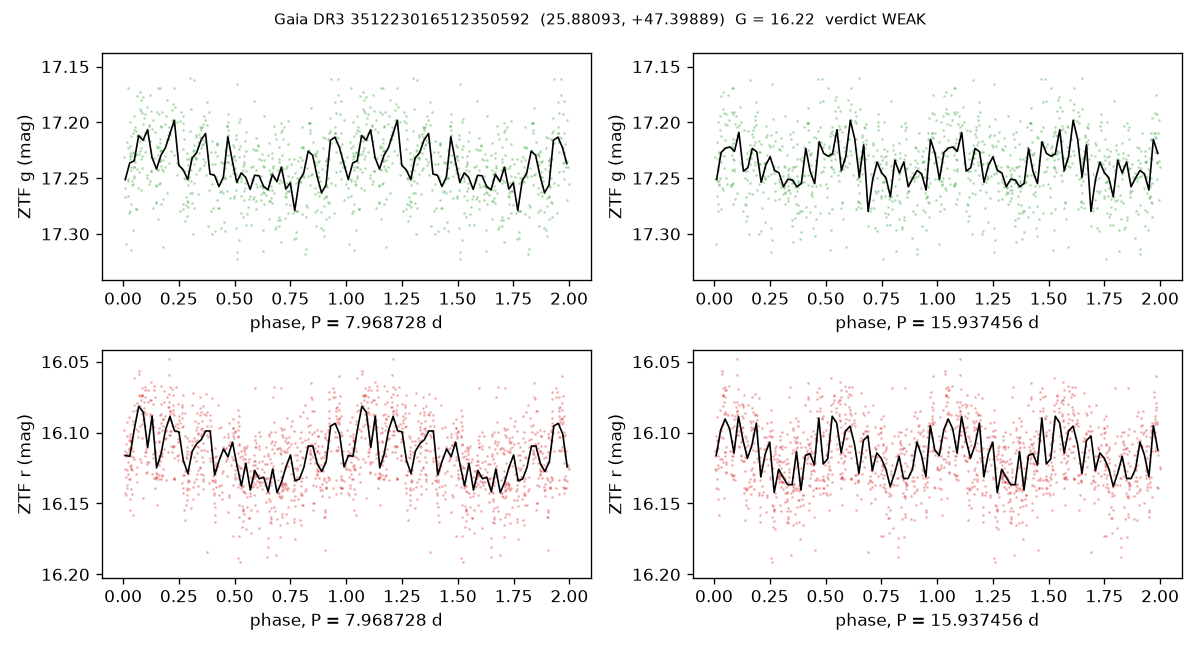 Gaia DR3 351223016512350592 (25.88093, +47.39889) G = 16.22 verdict WEAK
17.15
17.20
17.25
17.30
ZTF g (mag)
0.00 0.25 0.50 0.75 1.00 1.25 1.50 1.75 2.00
phase, P = 7.968728 d
17.15
17.20
17.25
17.30
ZTF g (mag)
0.00 0.25 0.50 0.75 1.00 1.25 1.50 1.75 2.00
phase, P = 15.937456 d
16.05
16.10
16.15
16.20
ZTF r (mag)
0.00 0.25 0.50 0.75 1.00 1.25 1.50 1.75 2.00
phase, P = 7.968728 d
16.05
16.10
16.15
16.20
ZTF r (mag)
0.00 0.25 0.50 0.75 1.00 1.25 1.50 1.75 2.00
phase, P = 15.937456 d